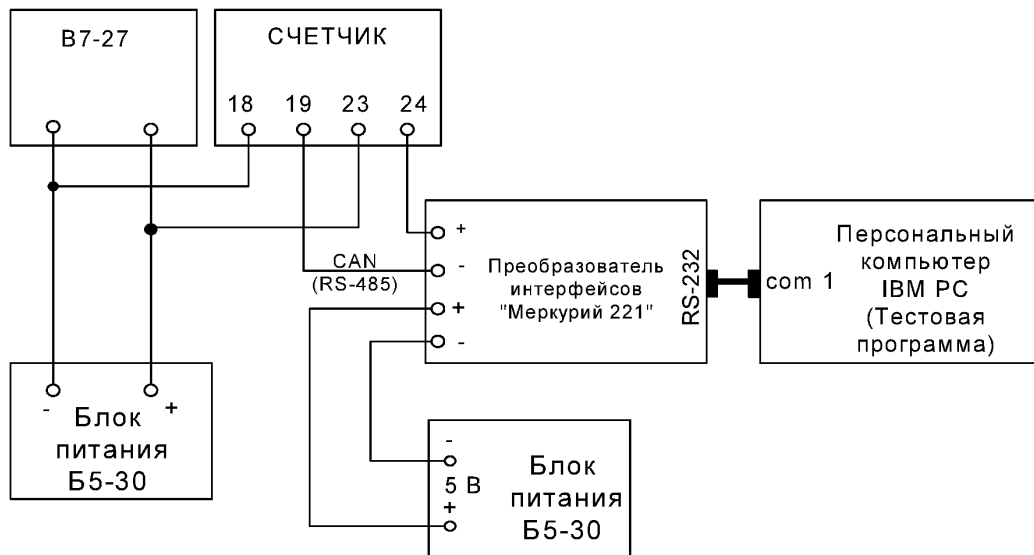 В7-27
СЧЕТЧИК
18 19 23 24
+
-
+
-
CAN
(RS-485)
Преобразователь
интерфейсов
"Меркурий 221"
RS-232
com 1
Персональный
компьютер
IBM PC
(Тестовая
программа)
- +
Блок
питания
Б5-30
-
5 В
+
Блок
питания
Б5-30